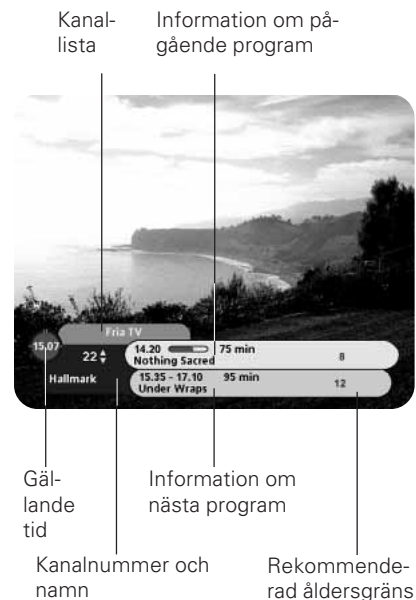 Kanal-
lista
Information om på-
gående program
Fria TV
15.07
22
Hallmark
14.20 75 min
Nothing Sacred
8
15.35 - 17.10 95 min
Under Wraps
12
Gäl-
lande
tid
Information om
nästa program
Kanalnummer och
namn
Rekommende-
rad åldersgräns